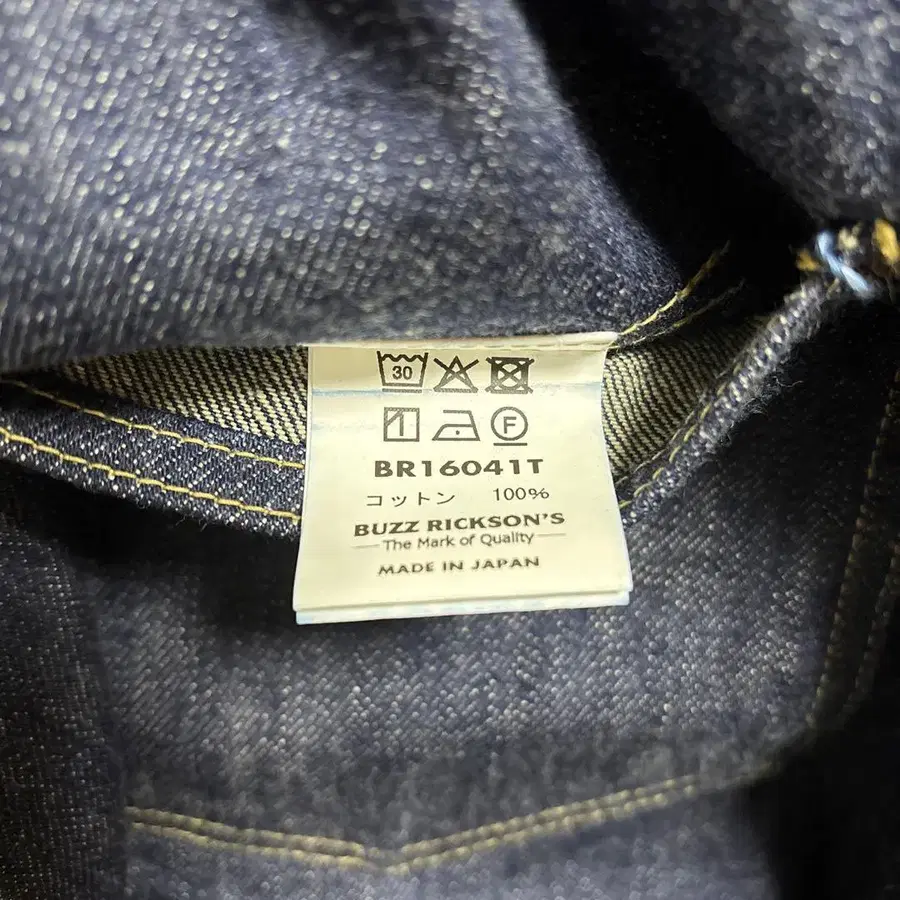 30
F
BR16041T
コットン 100%
BUZZ RICKSON'S
The Mark of Quality
MADE IN JAPAN